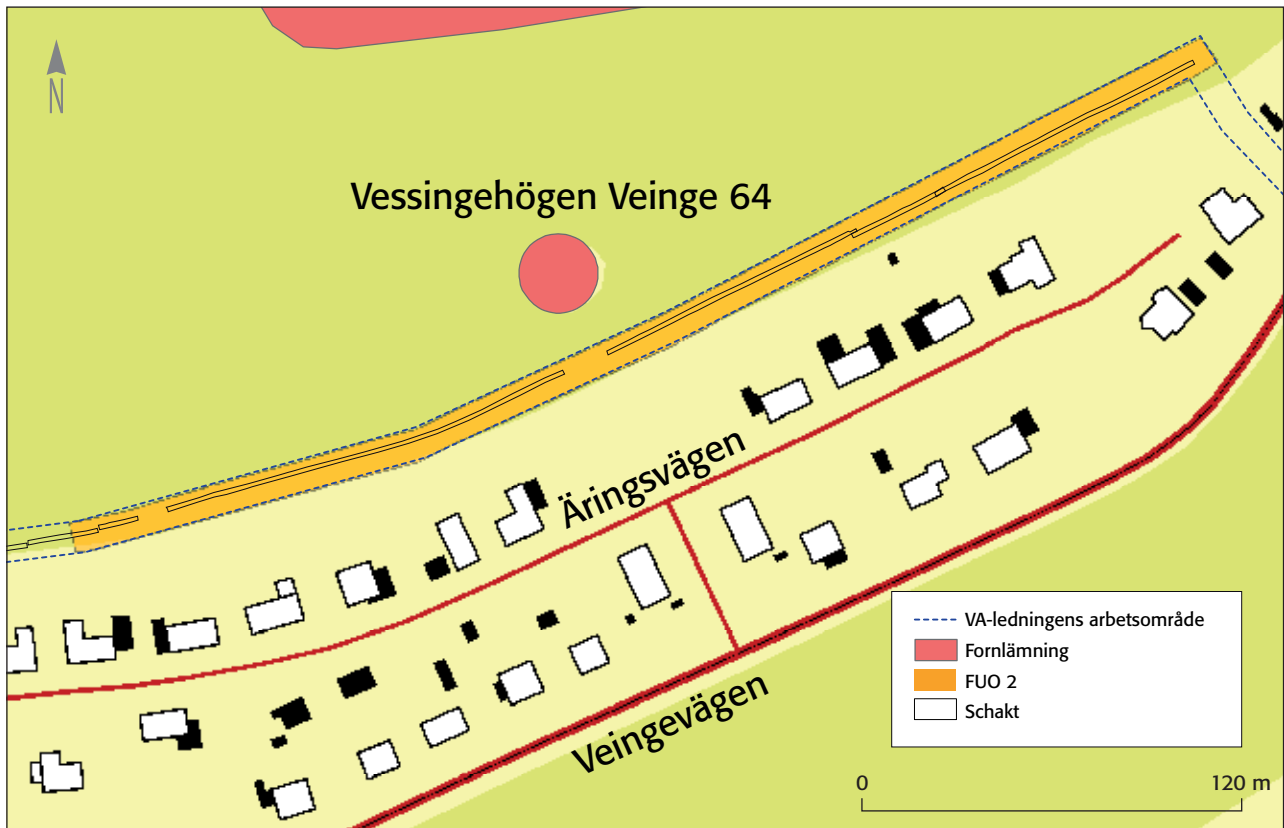 N
Vessingehögen Veinge 64
Äringsvägen
Veingevägen
VA-ledningens arbetsområde
Fornlämning
FUO 2
Schakt
0 120 m